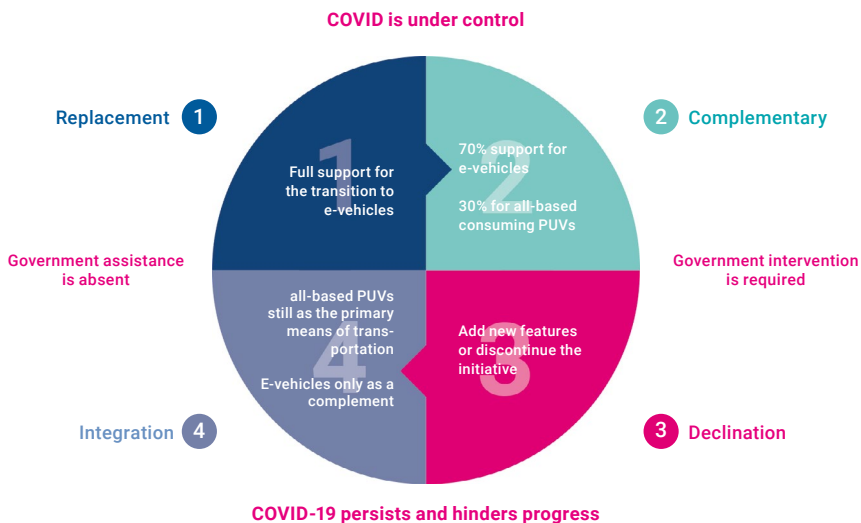 COVID is under control
Replacement 1
2 Complementary
1
Full support for
the transition to
e-vehicles
2
70% support for
e-vehicles
30% for all-based
consuming PUVs
Government assistance
is absent
Government intervention
is required
4
all-based PUVs
still as the primary
means of trans-
portation
E-vehicles only as a
complement
3
Add new features
or discontinue the
initiative
Integration 4
3 Declination
COVID-19 persists and hinders progress